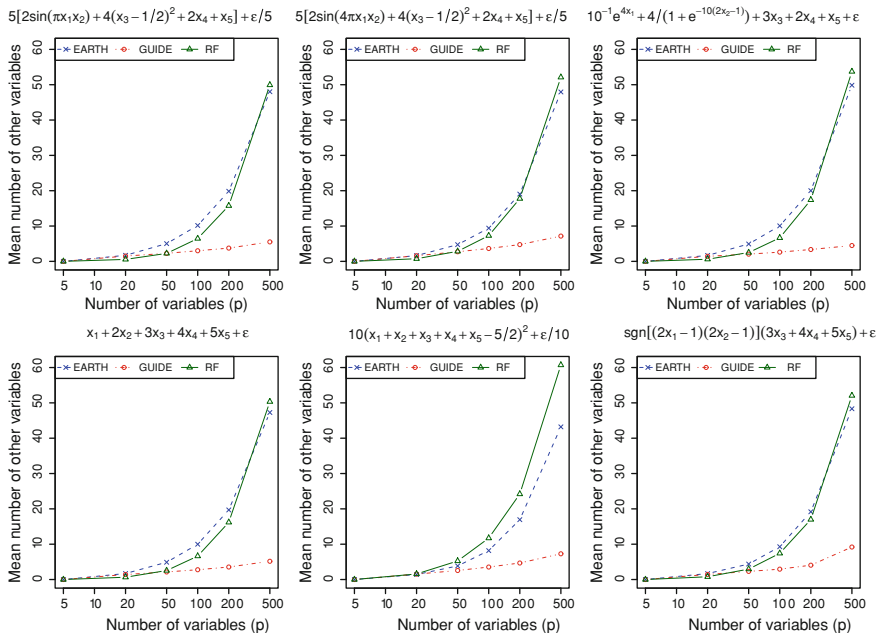 5[2sin(πx₁x₂)+4(x₃−1/2)²+2x₄+x₅]+ε/5
EARTH GUIDE RF
Mean number of other variables
0 10 20 30 40 50 60
5 10 20 50 100 200 500
Number of variables (p)
5[2sin(4πx₁x₂)+4(x₃−1/2)²+2x₄+x₅]+ε/5
EARTH GUIDE RF
Mean number of other variables
0 10 20 30 40 50 60
5 10 20 50 100 200 500
Number of variables (p)
10⁻¹e^{4x₁}+4/(1+e^{−10(2x₂−1)})+3x₃+2x₄+x₅+ε
EARTH GUIDE RF
Mean number of other variables
0 10 20 30 40 50 60
5 10 20 50 100 200 500
Number of variables (p)
x₁+2x₂+3x₃+4x₄+5x₅+ε
EARTH GUIDE RF
Mean number of other variables
0 10 20 30 40 50 60
5 10 20 50 100 200 500
Number of variables (p)
10(x₁+x₂+x₃+x₄+x₅−5/2)²+ε/10
EARTH GUIDE RF
Mean number of other variables
0 10 20 30 40 50 60
5 10 20 50 100 200 500
Number of variables (p)
sgn[(2x₁−1)(2x₂−1)](3x₃+4x₄+5x₅)+ε
EARTH GUIDE RF
Mean number of other variables
0 10 20 30 40 50 60
5 10 20 50 100 200 500
Number of variables (p)